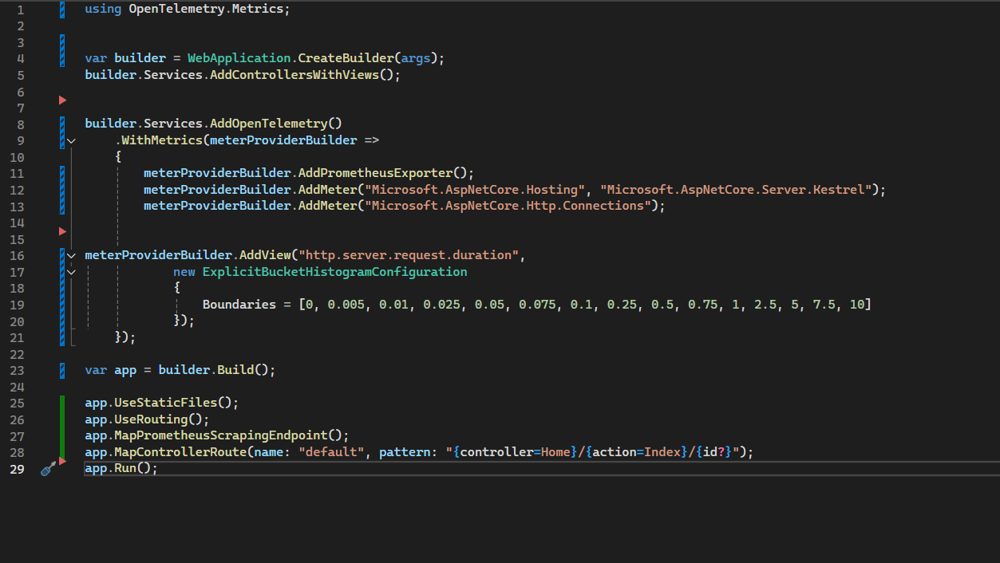 1 using OpenTelemetry.Metrics;
2
3
4 var builder = WebApplication.CreateBuilder(args);
5 builder.Services.AddControllersWithViews();
6
7
8 builder.Services.AddOpenTelemetry()
9 .WithMetrics(meterProviderBuilder =>
10 {
11 meterProviderBuilder.AddPrometheusExporter();
12 meterProviderBuilder.AddMeter("Microsoft.AspNetCore.Hosting", "Microsoft.AspNetCore.Server.Kestrel");
13 meterProviderBuilder.AddMeter("Microsoft.AspNetCore.Http.Connections");
14
15
16 meterProviderBuilder.AddView("http.server.request.duration",
17 new ExplicitBucketHistogramConfiguration
18 {
19 Boundaries = [0, 0.005, 0.01, 0.025, 0.05, 0.075, 0.1, 0.25, 0.5, 0.75, 1, 2.5, 5, 7.5, 10]
20 });
21 });
22
23 var app = builder.Build();
24
25 app.UseStaticFiles();
26 app.UseRouting();
27 app.MapPrometheusScrapingEndpoint();
28 app.MapControllerRoute(name: "default", pattern: "{controller=Home}/{action=Index}/{id?}");
29 app.Run();